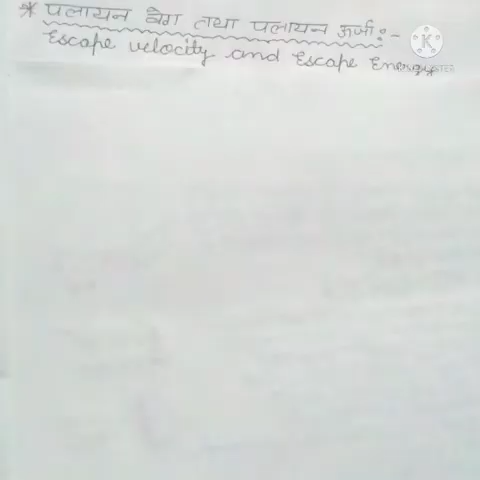 * पलायन वेग तथा पलायन ऊर्जा :-
Escape velocity and Escape Energy
K